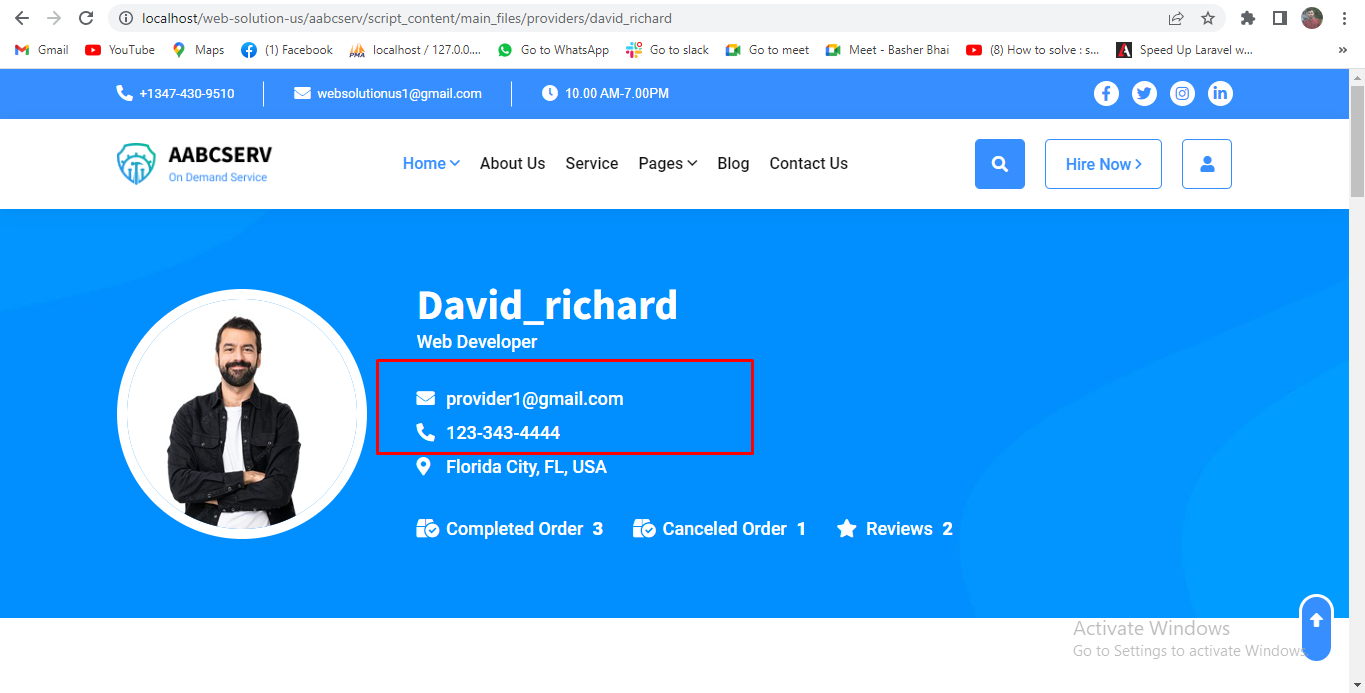 localhost/web-solution-us/aabcserv/script_content/main_files/providers/david_richard
Gmail YouTube Maps (1) Facebook localhost / 127.0.0.... Go to WhatsApp Go to slack Go to meet Meet - Basher Bhai (8) How to solve : s... Speed Up Laravel w... »
+1347-430-9510 websolutionus1@gmail.com 10.00 AM-7.00PM
AABCSERV
On Demand Service
Home About Us Service Pages Blog Contact Us Hire Now
David_richard
Web Developer
provider1@gmail.com
123-343-4444
Florida City, FL, USA
Completed Order 3 Canceled Order 1 Reviews 2
Activate Windows
Go to Settings to activate Windows.